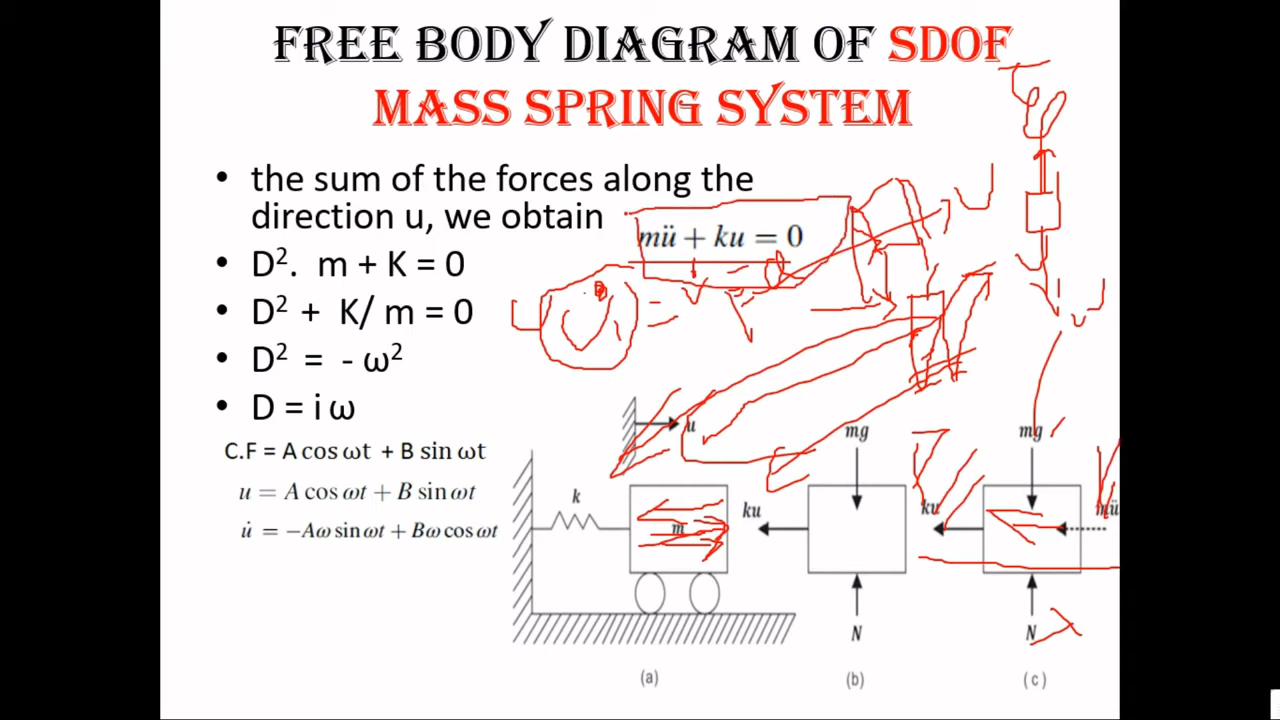 FREE BODY DIAGRAM OF SDOF
MASS SPRING SYSTEM
• the sum of the forces along the
direction u, we obtain
mü + ku = 0
• D². m + K = 0
• D² + K/ m = 0
• D² = - ω²
• D = i ω
C.F = A cos ωt + B sin ωt
u = A cos ωt + B sin ωt
u̇ = −Aω sin ωt + Bω cos ωt
u
k
m
(a)
mg
ku
N
(b)
mg
ku
mü
N
(c)